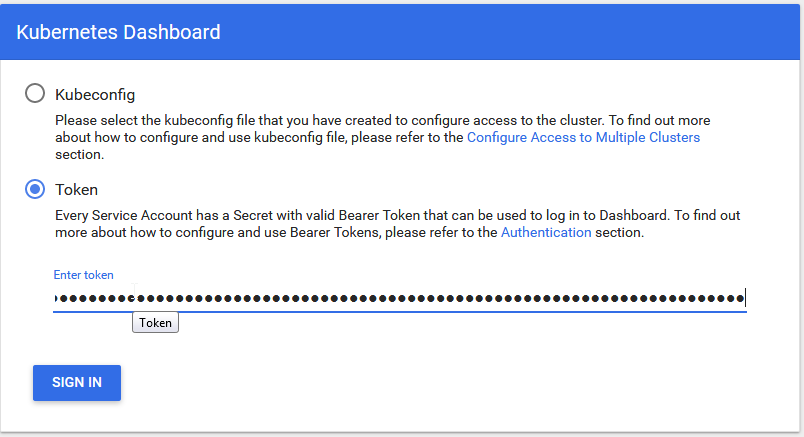 Kubernetes Dashboard
Kubeconfig
Please select the kubeconfig file that you have created to configure access to the cluster. To find out more
about how to configure and use kubeconfig file, please refer to the Configure Access to Multiple Clusters
section.
Token
Every Service Account has a Secret with valid Bearer Token that can be used to log in to Dashboard. To find out
more about how to configure and use Bearer Tokens, please refer to the Authentication section.
Enter token
Token
SIGN IN